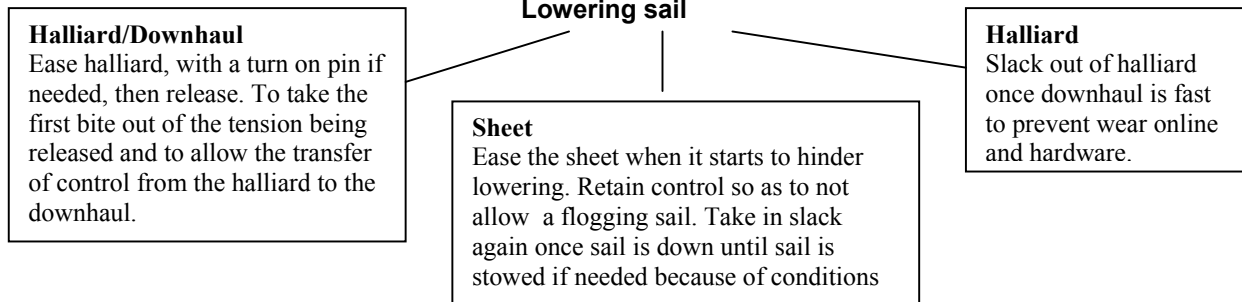 Lowering sail
Halliard/Downhaul
Ease halliard, with a turn on pin if
needed, then release. To take the
first bite out of the tension being
released and to allow the transfer
of control from the halliard to the
downhaul.
Sheet
Ease the sheet when it starts to hinder
lowering. Retain control so as to not
allow  a flogging sail. Take in slack
again once sail is down until sail is
stowed if needed because of conditions
Halliard
Slack out of halliard
once downhaul is fast
to prevent wear online
and hardware.